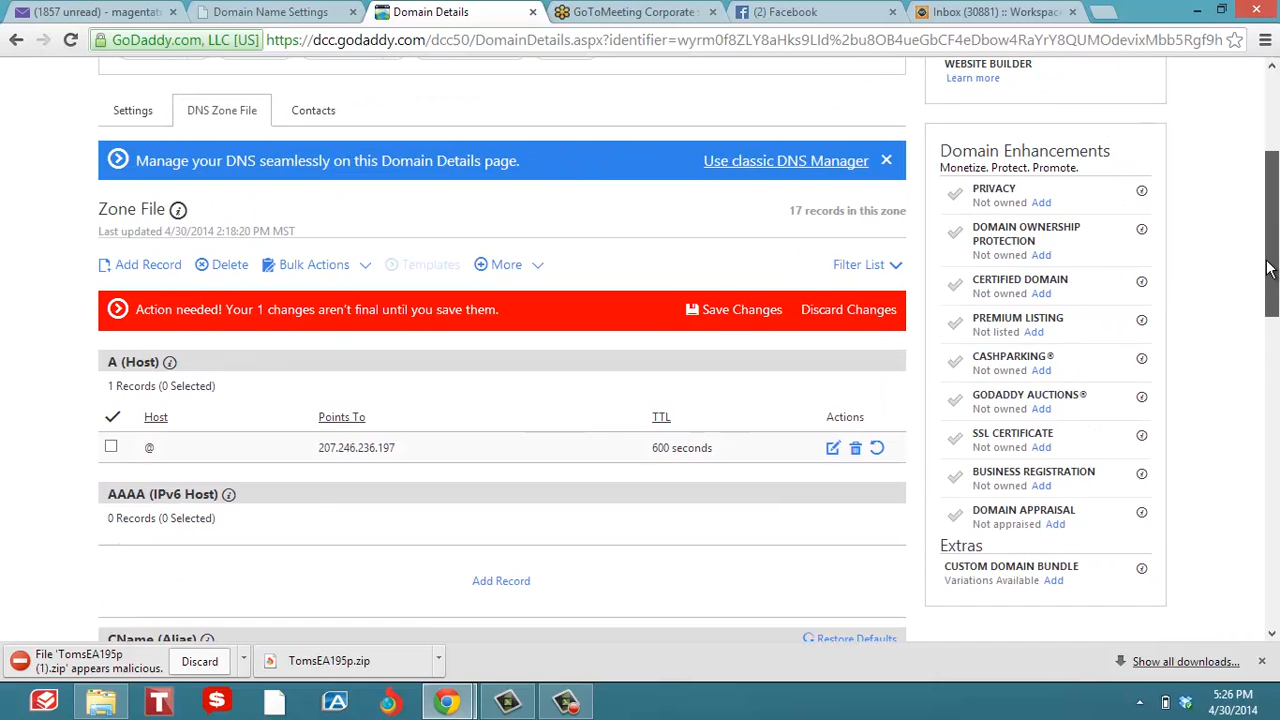 (1857 unread) - magentat
Domain Name Settings
Domain Details
GoToMeeting Corporate
(2) Facebook
Inbox (30881) :: Workspace
GoDaddy.com, LLC [US]
https://dcc.godaddy.com/dcc50/DomainDetails.aspx?identifier=wyrm0f8ZLY8aHks9LId%2bu8OB4ueGbCF4eDbow4RaYrY8QUMOdevixMbb5Rgf9h
WEBSITE BUILDER
Learn more
Settings
DNS Zone File
Contacts
Manage your DNS seamlessly on this Domain Details page.
Use classic DNS Manager
Zone File
17 records in this zone
Last updated 4/30/2014 2:18:20 PM MST
Add Record
Delete
Bulk Actions
Templates
More
Filter List
Action needed! Your 1 changes aren't final until you save them.
Save Changes
Discard Changes
A (Host)
1 Records (0 Selected)
Host
Points To
TTL
Actions
@
207.246.236.197
600 seconds
AAAA (IPv6 Host)
0 Records (0 Selected)
Add Record
CName (Alias)
Restore Defaults
Domain Enhancements
Monetize. Protect. Promote.
PRIVACY
Not owned Add
DOMAIN OWNERSHIP
PROTECTION
Not owned Add
CERTIFIED DOMAIN
Not owned Add
PREMIUM LISTING
Not listed Add
CASHPARKING®
Not owned Add
GODADDY AUCTIONS®
Not owned Add
SSL CERTIFICATE
Not owned Add
BUSINESS REGISTRATION
Not owned Add
DOMAIN APPRAISAL
Not appraised Add
Extras
CUSTOM DOMAIN BUNDLE
Variations Available Add
File 'TomsEA195p
(1).zip' appears malicious.
Discard
TomsEA195p.zip
Show all downloads...
5:26 PM
4/30/2014